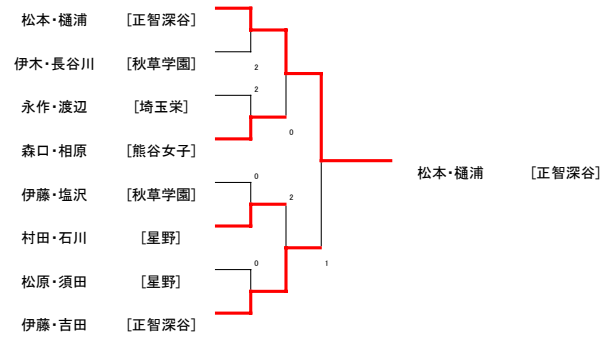 松本・樋浦 [正智深谷]
伊木・長谷川 [秋草学園]
2
2
永作・渡辺 [埼玉栄]
0
森口・相原 [熊谷女子]
松本・樋浦 [正智深谷]
0
伊藤・塩沢 [秋草学園]
2
村田・石川 [星野]
0
1
松原・須田 [星野]
伊藤・吉田 [正智深谷]